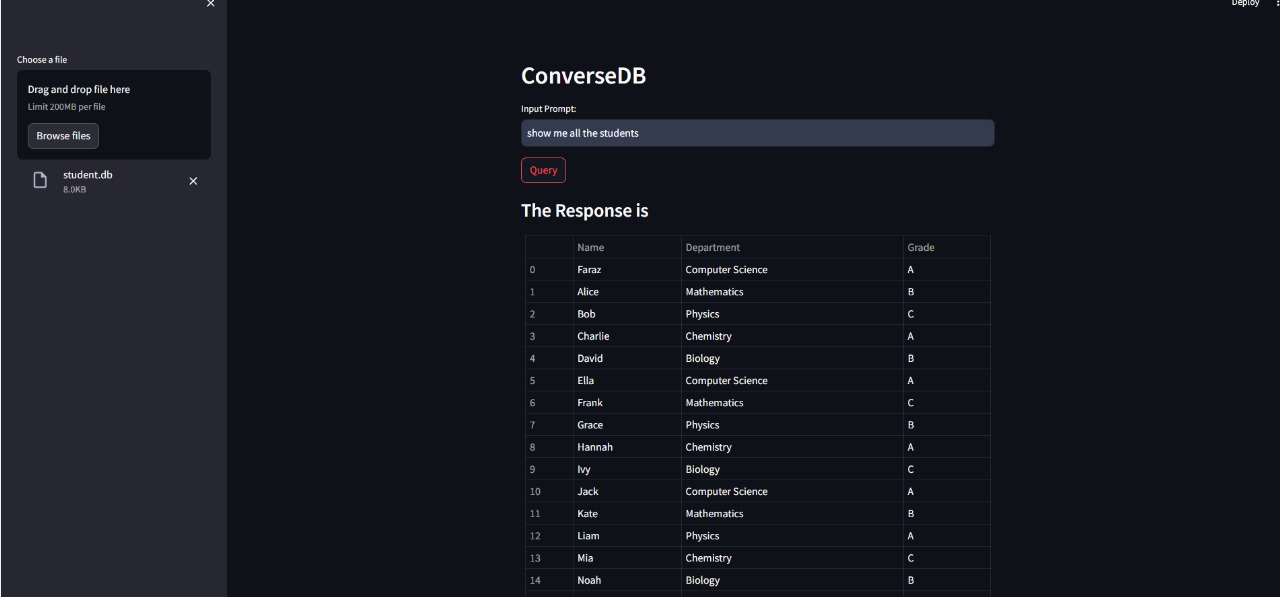 Deploy
Choose a file
Drag and drop file here
Limit 200MB per file
Browse files
student.db
8.0KB
ConverseDB
Input Prompt:
show me all the students
Query
The Response is
Name Department Grade
0 Faraz Computer Science A
1 Alice Mathematics B
2 Bob Physics C
3 Charlie Chemistry A
4 David Biology B
5 Ella Computer Science A
6 Frank Mathematics C
7 Grace Physics B
8 Hannah Chemistry A
9 Ivy Biology C
10 Jack Computer Science A
11 Kate Mathematics B
12 Liam Physics A
13 Mia Chemistry C
14 Noah Biology B